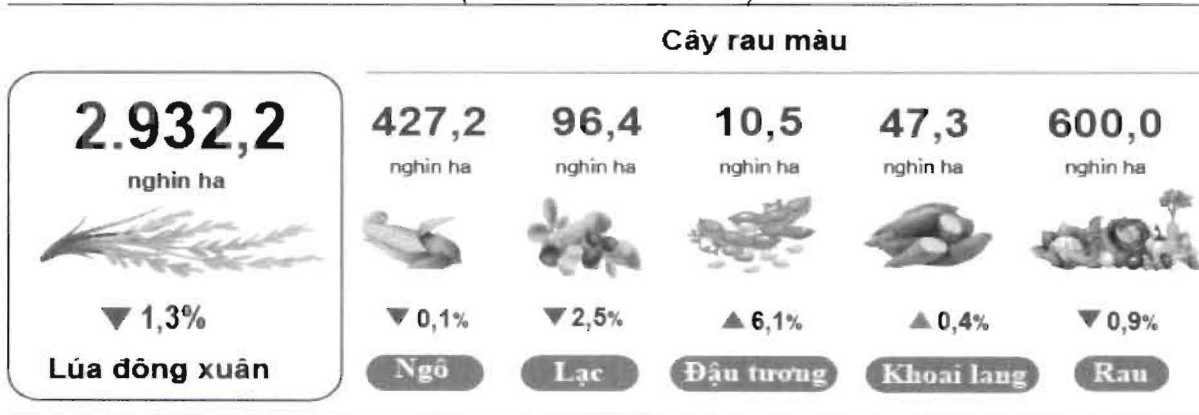 Cây rau màu
2.932,2
nghìn ha
▼ 1,3%
Lúa đông xuân
427,2
nghìn ha
▼ 0,1%
Ngô
96,4
nghìn ha
▼ 2,5%
Lạc
10,5
nghìn ha
▲ 6,1%
Đậu tương
47,3
nghìn ha
▲ 0,4%
Khoai lang
600,0
nghìn ha
▼ 0,9%
Rau